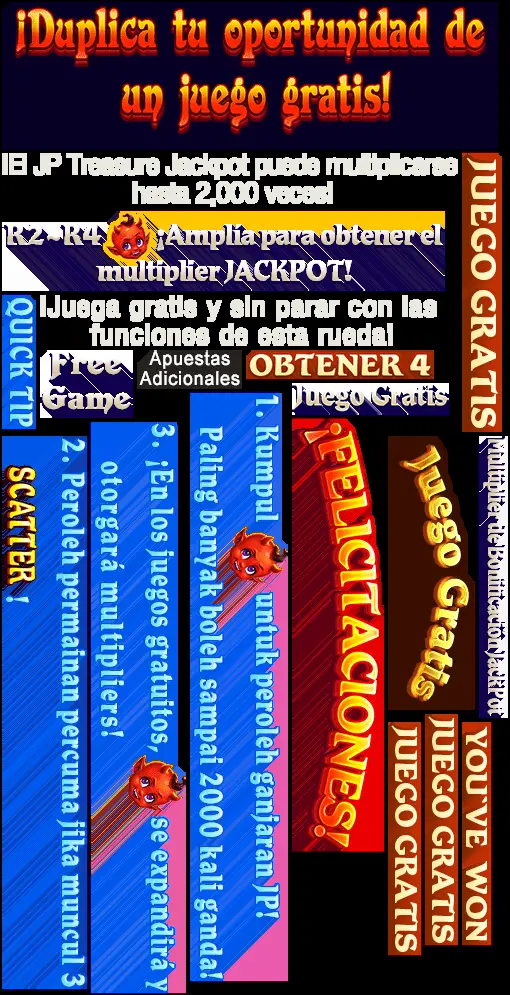 ¡Duplica tu oportunidad de
un juego gratis!
¡El JP Treasure Jackpot puede multiplicarse
hasta 2,000 veces!
JUEGO GRATIS
R2~R4 ¡Amplía para obtener el
multiplier JACKPOT!
QUICK TIP
¡Juega gratis y sin parar con las
funciones de esta rueda!
Free
Game
Apuestas
Adicionales
OBTENER 4
Juego Gratis
1. Kumpul untuk peroleh ganjaran JP!
Paling banyak boleh sampai 2000 kali ganda!
2. Peroleh permainan percuma jika muncul 3
SCATTER !
3. ¡En los juegos gratuitos, se expandirá y
otorgará multipliers!
¡FELICITACIONES!
Juego Gratis
Multiplier de Bonificación JackPot
YOU'VE WON
JUEGO GRATIS
JUEGO GRATIS